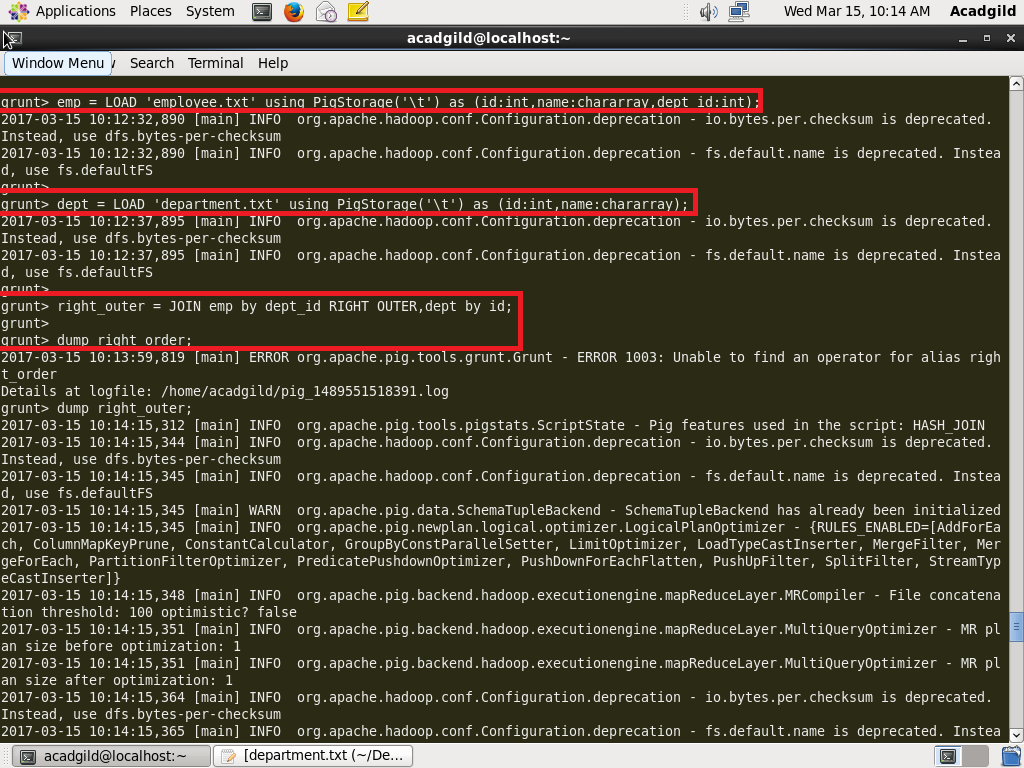 Applications Places System Wed Mar 15, 10:14 AM Acadgild
acadgild@localhost:~
Window Menu Search Terminal Help
grunt> emp = LOAD 'employee.txt' using PigStorage('\t') as (id:int,name:chararray,dept_id:int);
2017-03-15 10:12:32,890 [main] INFO  org.apache.hadoop.conf.Configuration.deprecation - io.bytes.per.checksum is deprecated.
Instead, use dfs.bytes-per-checksum
2017-03-15 10:12:32,890 [main] INFO  org.apache.hadoop.conf.Configuration.deprecation - fs.default.name is deprecated. Instea
d, use fs.defaultFS
grunt>
grunt> dept = LOAD 'department.txt' using PigStorage('\t') as (id:int,name:chararray);
2017-03-15 10:12:37,895 [main] INFO  org.apache.hadoop.conf.Configuration.deprecation - io.bytes.per.checksum is deprecated.
Instead, use dfs.bytes-per-checksum
2017-03-15 10:12:37,895 [main] INFO  org.apache.hadoop.conf.Configuration.deprecation - fs.default.name is deprecated. Instea
d, use fs.defaultFS
grunt>
grunt> right_outer = JOIN emp by dept_id RIGHT OUTER,dept by id;
grunt>
grunt> dump right_order;
2017-03-15 10:13:59,819 [main] ERROR org.apache.pig.tools.grunt.Grunt - ERROR 1003: Unable to find an operator for alias righ
t_order
Details at logfile: /home/acadgild/pig_1489551518391.log
grunt> dump right_outer;
2017-03-15 10:14:15,312 [main] INFO  org.apache.pig.tools.pigstats.ScriptState - Pig features used in the script: HASH_JOIN
2017-03-15 10:14:15,344 [main] INFO  org.apache.hadoop.conf.Configuration.deprecation - io.bytes.per.checksum is deprecated.
Instead, use dfs.bytes-per-checksum
2017-03-15 10:14:15,345 [main] INFO  org.apache.hadoop.conf.Configuration.deprecation - fs.default.name is deprecated. Instea
d, use fs.defaultFS
2017-03-15 10:14:15,345 [main] WARN  org.apache.pig.data.SchemaTupleBackend - SchemaTupleBackend has already been initialized
2017-03-15 10:14:15,345 [main] INFO  org.apache.pig.newplan.logical.optimizer.LogicalPlanOptimizer - {RULES_ENABLED=[AddForEa
ch, ColumnMapKeyPrune, ConstantCalculator, GroupByConstParallelSetter, LimitOptimizer, LoadTypeCastInserter, MergeFilter, Mer
geForEach, PartitionFilterOptimizer, PredicatePushdownOptimizer, PushDownForEachFlatten, PushUpFilter, SplitFilter, StreamTyp
eCastInserter]}
2017-03-15 10:14:15,348 [main] INFO  org.apache.pig.backend.hadoop.executionengine.mapReduceLayer.MRCompiler - File concatena
tion threshold: 100 optimistic? false
2017-03-15 10:14:15,351 [main] INFO  org.apache.pig.backend.hadoop.executionengine.mapReduceLayer.MultiQueryOptimizer - MR pl
an size before optimization: 1
2017-03-15 10:14:15,351 [main] INFO  org.apache.pig.backend.hadoop.executionengine.mapReduceLayer.MultiQueryOptimizer - MR pl
an size after optimization: 1
2017-03-15 10:14:15,364 [main] INFO  org.apache.hadoop.conf.Configuration.deprecation - io.bytes.per.checksum is deprecated.
Instead, use dfs.bytes-per-checksum
2017-03-15 10:14:15,365 [main] INFO  org.apache.hadoop.conf.Configuration.deprecation - fs.default.name is deprecated. Instea
acadgild@localhost:~ [department.txt (~/De...